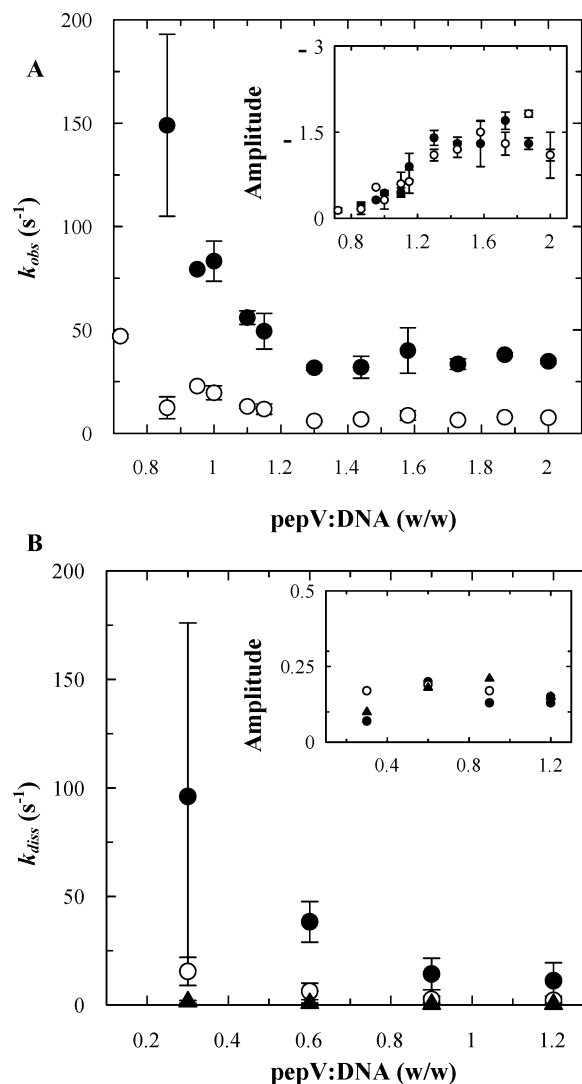 A
200
150
100
50
0
k_obs (s⁻¹)
0.8 1 1.2 1.4 1.6 1.8 2
pepV:DNA (w/w)
Amplitude
- 3
-
-1.5
0
0.8 1.2 1.6 2
B
200
150
100
50
0
k_diss (s⁻¹)
0.2 0.4 0.6 0.8 1.0 1.2
pepV:DNA (w/w)
Amplitude
0.5
0.25
0
0.4 0.8 1.2